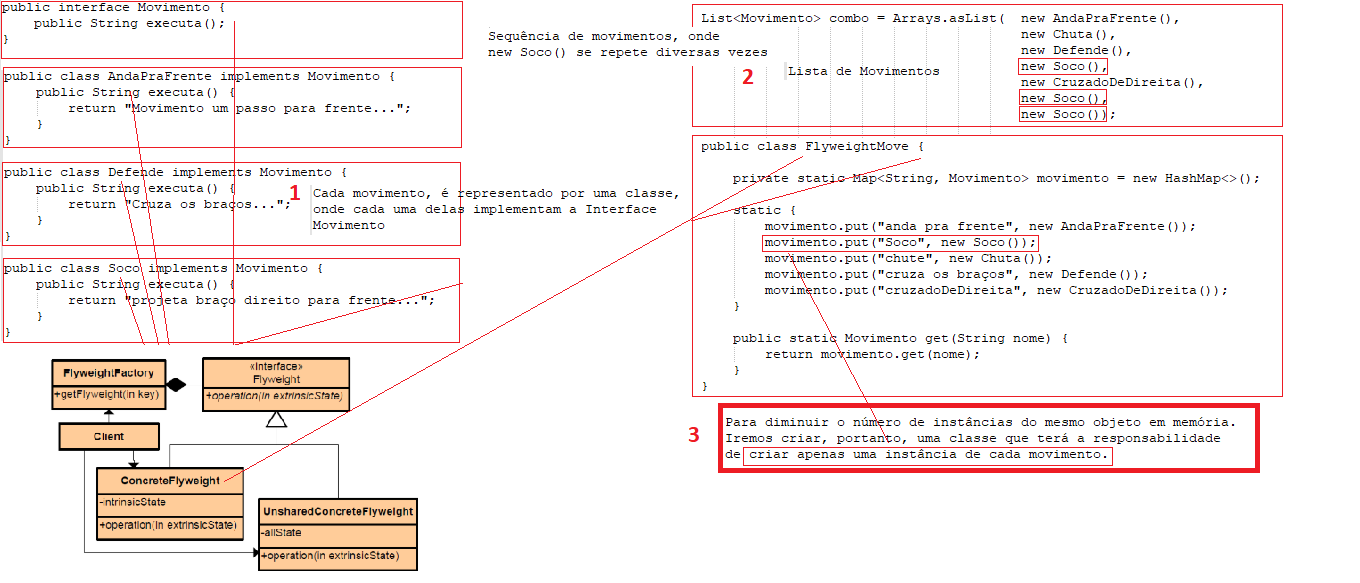 public interface Movimento {
    public String executa();
}
public class AndaPraFrente implements Movimento {
    public String executa() {
        return "Movimento um passo para frente...";
    }
}
public class Defende implements Movimento {
    public String executa() {
        return "Cruza os braços...";
    }
}
1
Cada movimento, é representado por uma classe,
onde cada uma delas implementam a Interface
Movimento
public class Soco implements Movimento {
    public String executa() {
        return "projeta braço direito para frente...";
    }
}
FlyweightFactory
+getFlyweight(in key)
«interface»
Flyweight
+operation(in extrinsicState)
Client
ConcreteFlyweight
-intrinsicState
+operation(in extrinsicState)
UnsharedConcreteFlyweight
-allState
+operation(in extrinsicState)
Sequência de movimentos, onde
new Soco() se repete diversas vezes
2
Lista de Movimentos
List<Movimento> combo = Arrays.asList(  new AndaPraFrente(),
new Chuta(),
new Defende(),
new Soco(),
new CruzadoDeDireita(),
new Soco(),
new Soco());
public class FlyweightMove {
    private static Map<String, Movimento> movimento = new HashMap<>();
    static {
        movimento.put("anda pra frente", new AndaPraFrente());
        movimento.put("Soco", new Soco());
        movimento.put("chute", new Chuta());
        movimento.put("cruza os braços", new Defende());
        movimento.put("cruzadoDeDireita", new CruzadoDeDireita());
    }
    public static Movimento get(String nome) {
        return movimento.get(nome);
    }
}
3
Para diminuir o número de instâncias do mesmo objeto em memória.
Iremos criar, portanto, uma classe que terá a responsabilidade
de criar apenas uma instância de cada movimento.